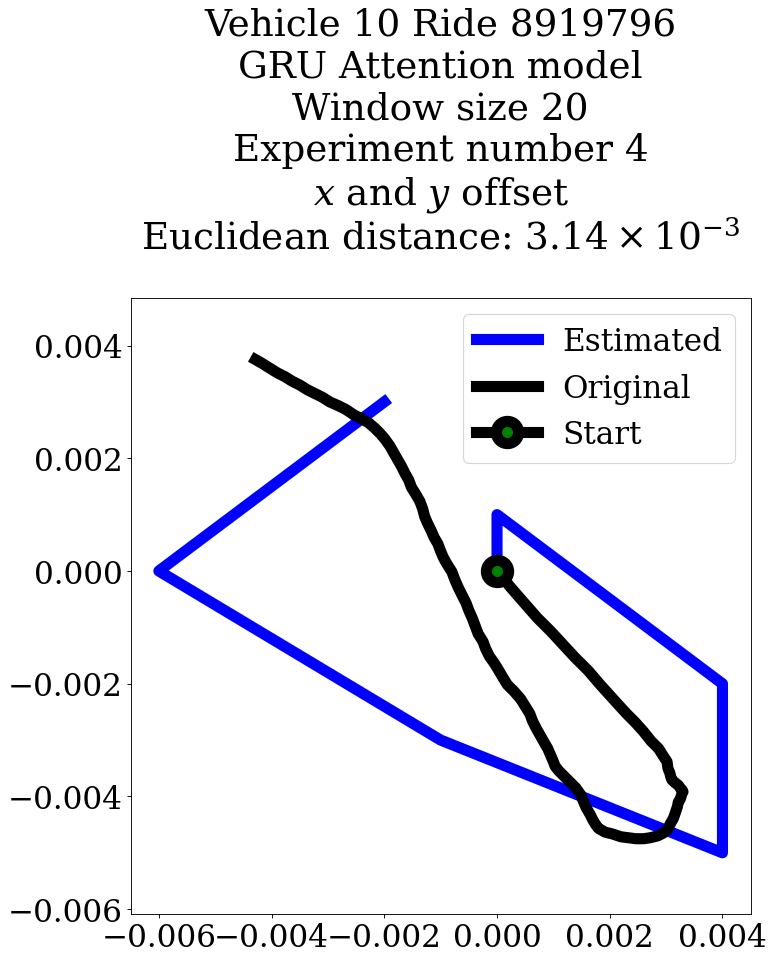 Vehicle 10 Ride 8919796
GRU Attention model
Window size 20
Experiment number 4
x and y offset
Euclidean distance: 3.14 × 10⁻³
Estimated
Original
Start
0.004
0.002
0.000
−0.002
−0.004
−0.006
−0.006 −0.004 −0.002 0.000 0.002 0.004